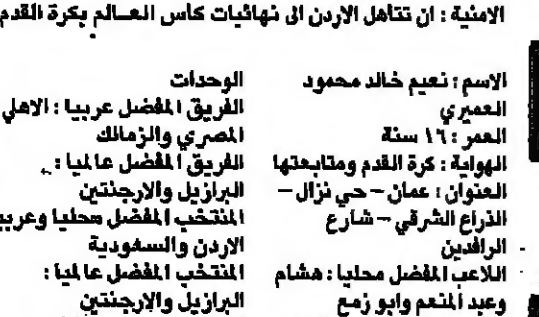 الامنية : ان تتأهل الاردن الى نهائيات كأس العالم بكرة القدم
الاسم : نعيم خالد محمود
العميري
العمر : ١٦ سنة
الهواية : كرة القدم ومتابعتها
العنوان : عمان – حي نزال –
الذراع الشرقي – شارع
الرافدين
اللاعب المفضل محليا : هشام
وعبد المنعم وابو زمع
الوحدات
الفريق المفضل عربيا : الاهلي
المصري والزمالك
الفريق المفضل عالميا :
البرازيل والارجنتين
المنتخب المفضل محليا وعربيا
الاردن والسعودية
المنتخب المفضل عالميا :
البرازيل والارجنتين